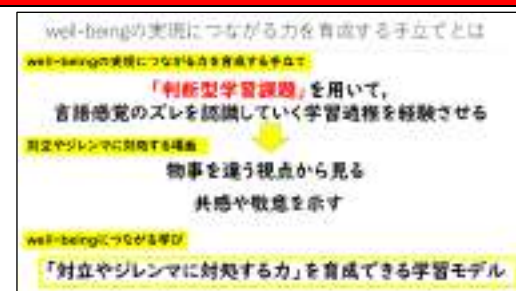 well-beingの実現につながる力を育成する手立てとは
well-beingの実現につながる力を育成する手立て
「判断型学習課題」を用いて,
言語感覚のズレを認識していく学習過程を経験させる
対立やジレンマに対処する場面
物事を違う視点から見る
共感や敬意を示す
well-beingにつながる学び
「対立やジレンマに対処する力」を育成できる学習モデル